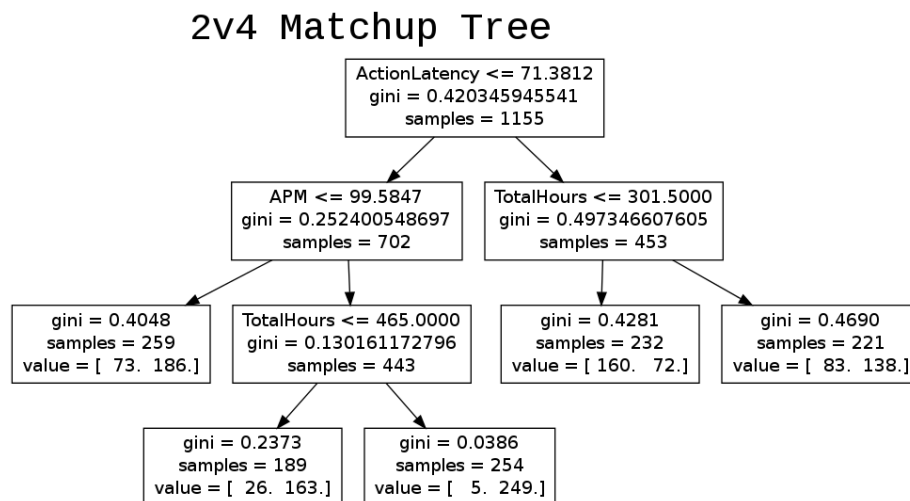 2v4 Matchup Tree
ActionLatency <= 71.3812
gini = 0.420345945541
samples = 1155
APM <= 99.5847
gini = 0.252400548697
samples = 702
TotalHours <= 301.5000
gini = 0.497346607605
samples = 453
gini = 0.4048
samples = 259
value = [  73.  186.]
TotalHours <= 465.0000
gini = 0.130161172796
samples = 443
gini = 0.4281
samples = 232
value = [ 160.   72.]
gini = 0.4690
samples = 221
value = [  83.  138.]
gini = 0.2373
samples = 189
value = [  26.  163.]
gini = 0.0386
samples = 254
value = [   5.  249.]